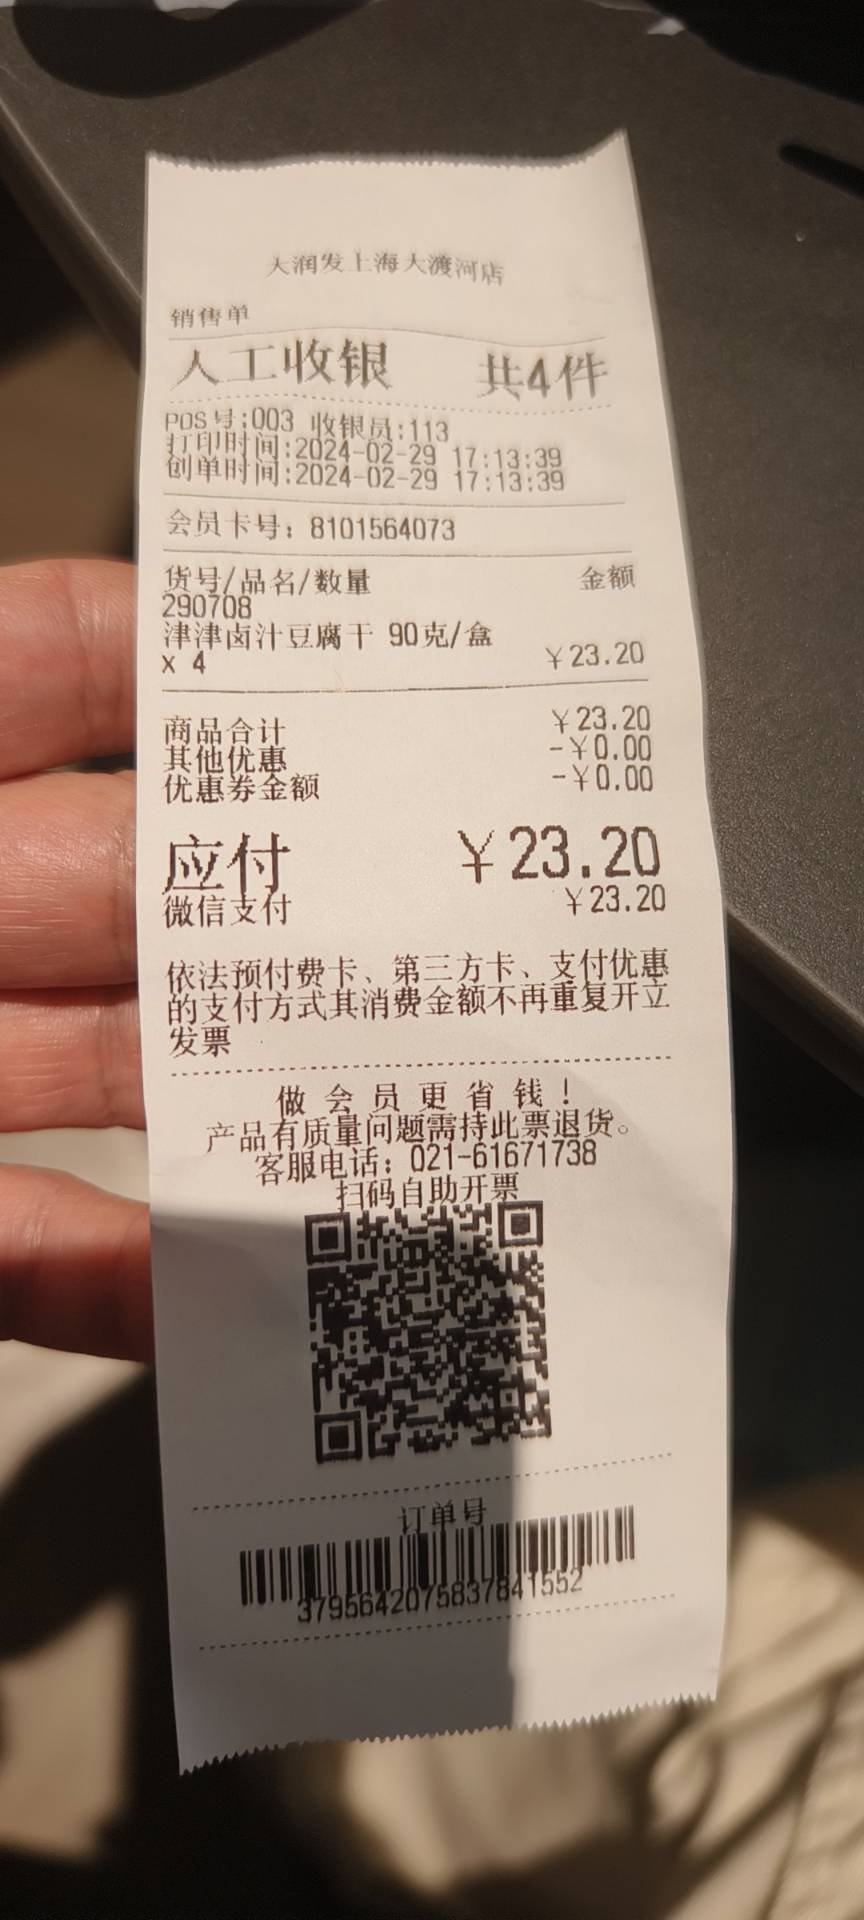 大润发上海大渡河店
销售单
人工收银 共4件
POS号:003 收银员:113
打印时间:2024-02-29 17:13:39
创单时间:2024-02-29 17:13:39
会员卡号：8101564073
货号/品名/数量 金额
290708
津津卤汁豆腐干 90克/盒
x 4 ￥23.20
商品合计 ￥23.20
其他优惠 -￥0.00
优惠券金额 -￥0.00
应付 ￥23.20
微信支付 ￥23.20
依法预付费卡、第三方卡、支付优惠
的支付方式其消费金额不再重复开立
发票
做会员更省钱！
产品有质量问题需持此票退货。
客服电话：021-61671738
扫码自助开票
订单号
3795642075837841552